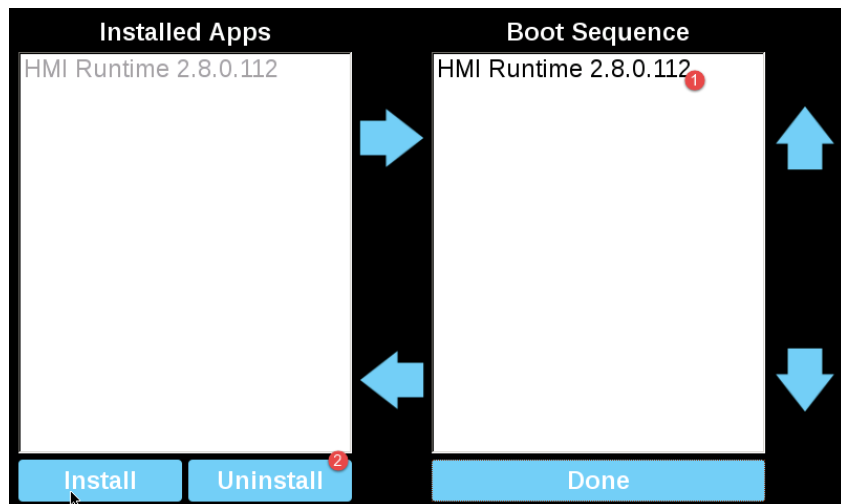 Installed Apps
HMI Runtime 2.8.0.112
Install
Uninstall
2
Boot Sequence
HMI Runtime 2.8.0.112
1
Done